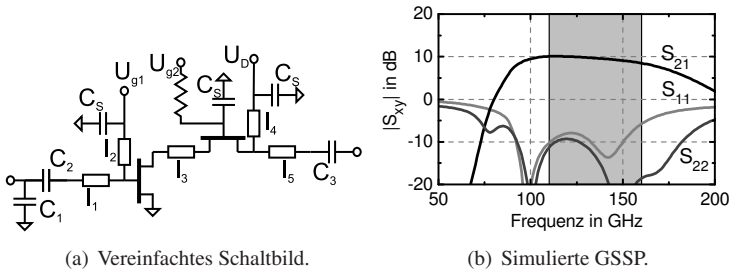 a)
U_g1
U_g2
U_D
C_S
C_S
C_S
l_2
l_4
C_2
l_1
l_3
l_5
C_3
C_1
(a) Vereinfachtes Schaltbild.
b)
20
10
0
-10
-20
|S_xy| in dB
S_21
S_11
S_22
50
100
150
200
Frequenz in GHz
(b) Simulierte GSSP.